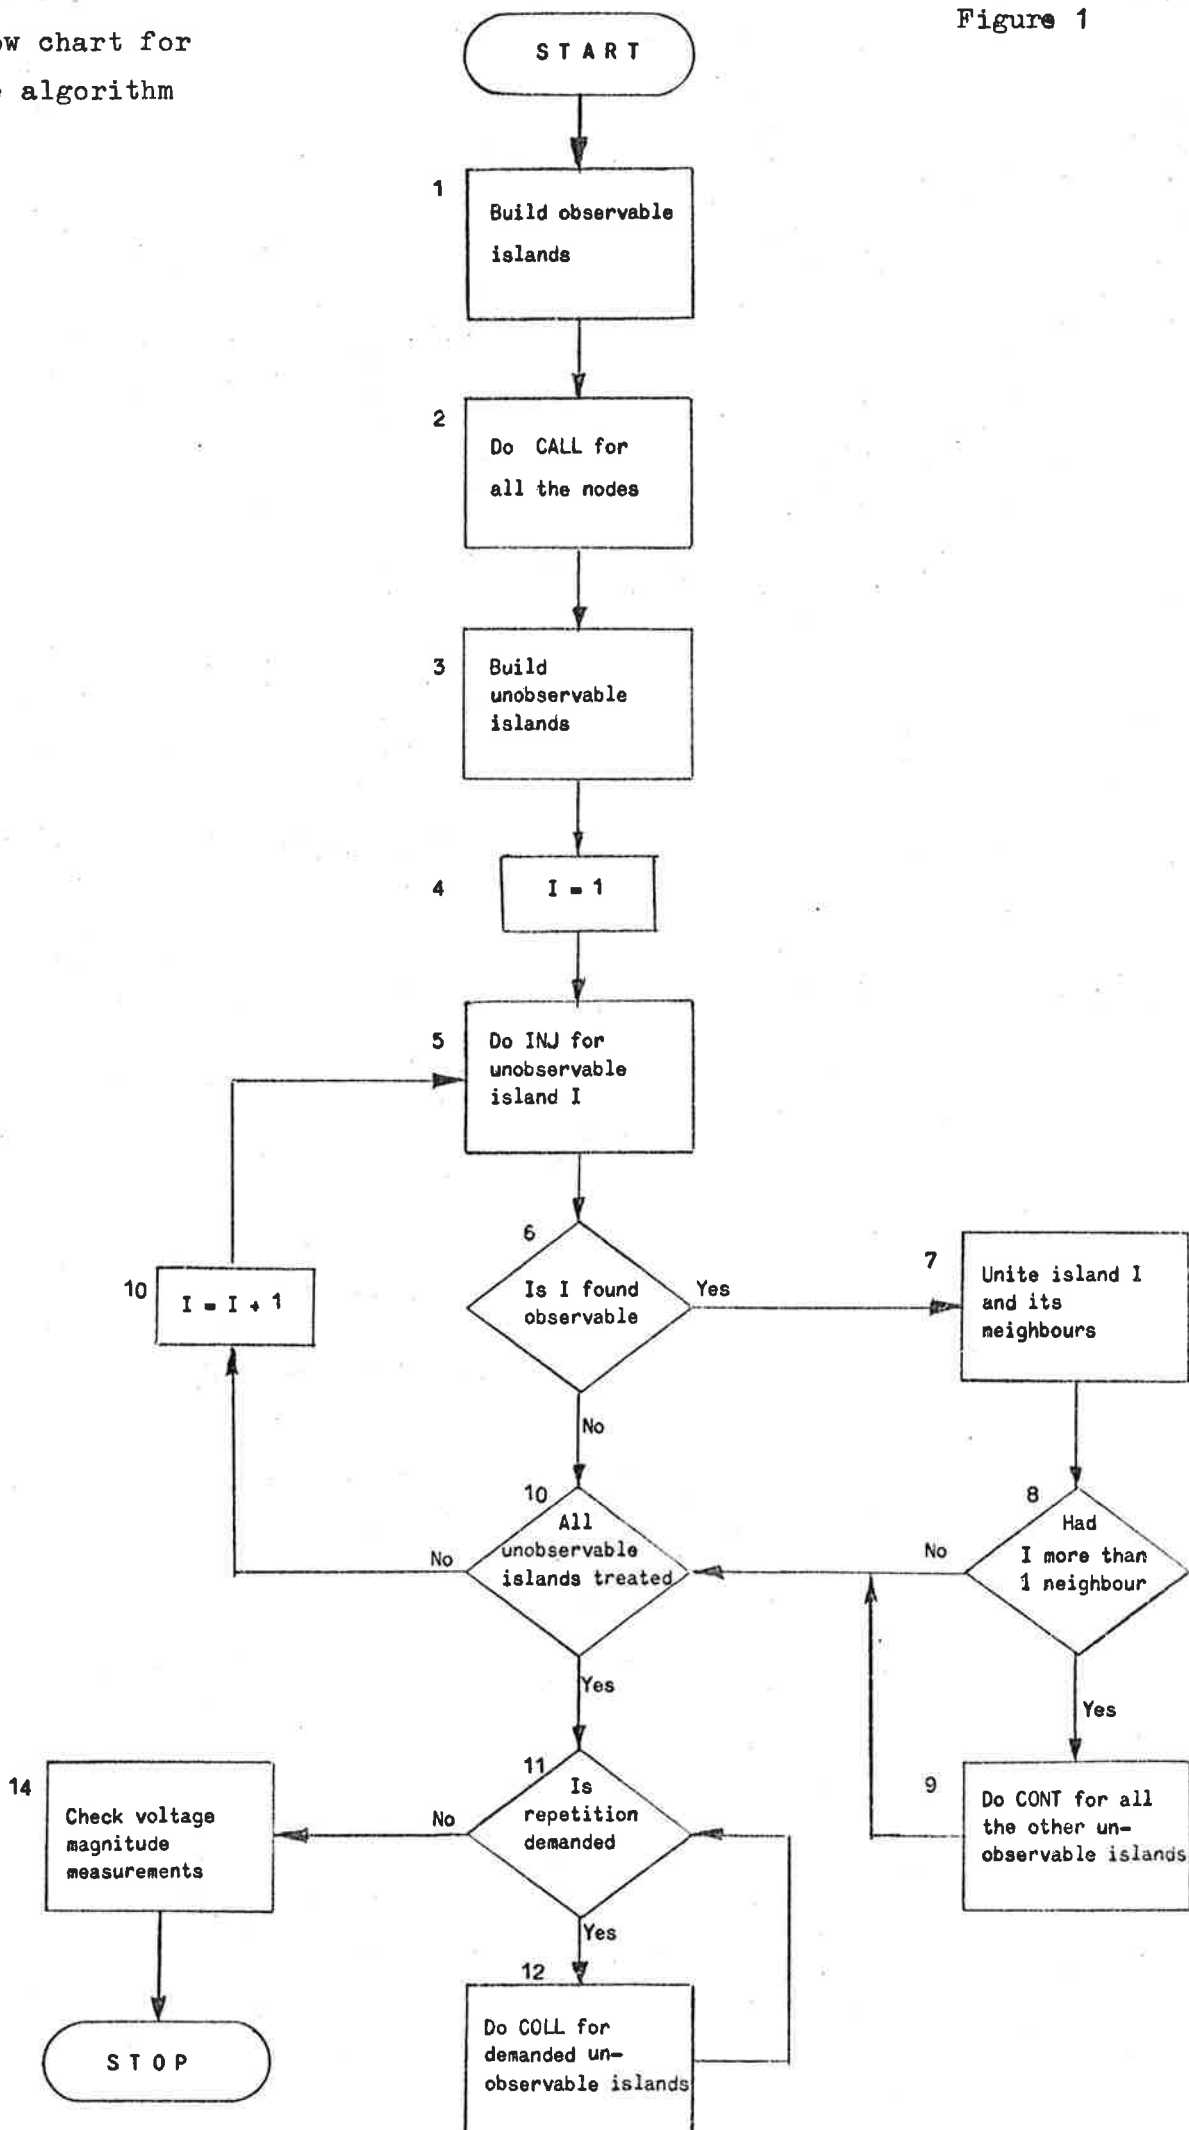 ow chart for
algorithm
Figure 1
START
1
Build observable
islands
2
Do CALL for
all the nodes
3
Build
unobservable
islands
4
I = 1
5
Do INJ for
unobservable
island I
6
Is I found
observable
Yes
No
7
Unite island I
and its
neighbours
10
I = I + 1
10
All
unobservable
islands treated
No
Yes
8
Had
I more than
1 neighbour
No
Yes
9
Do CONT for all
the other un-
observable islands
11
Is
repetition
demanded
No
Yes
14
Check voltage
magnitude
measurements
12
Do COLL for
demanded un-
observable islands
STOP